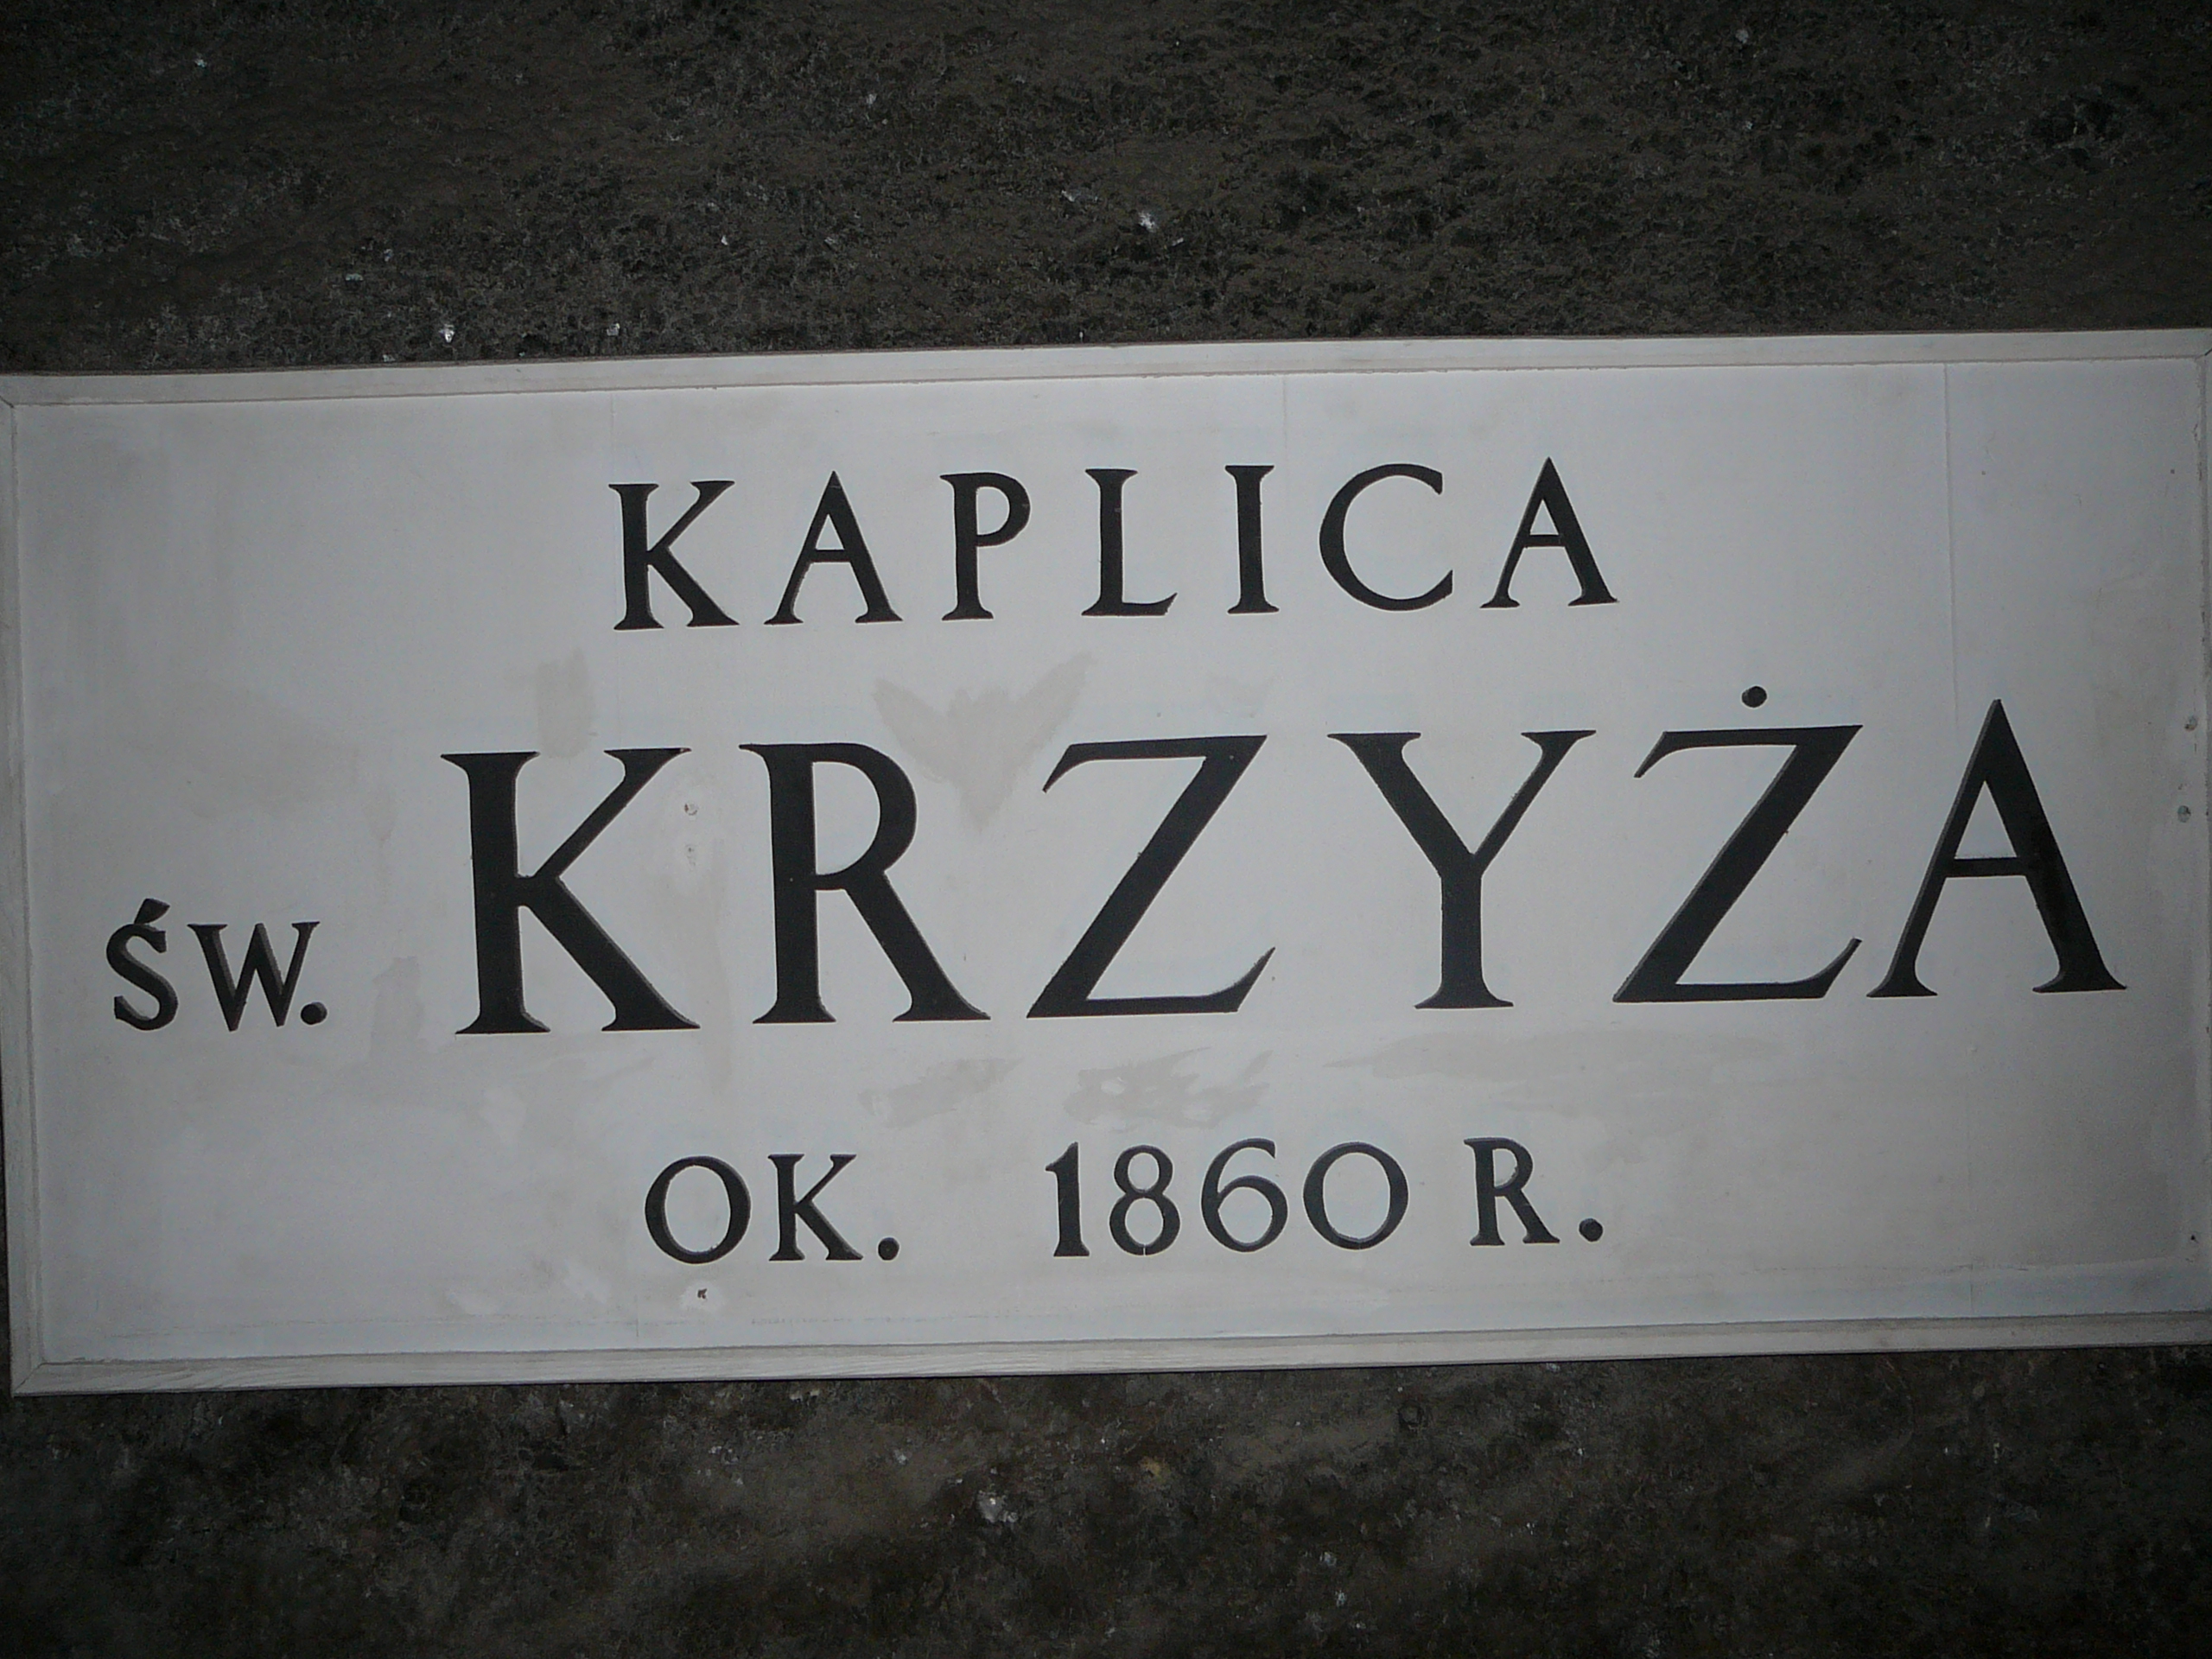 KAPLICA
ŚW. KRZYŻA
OK. 1860 R.